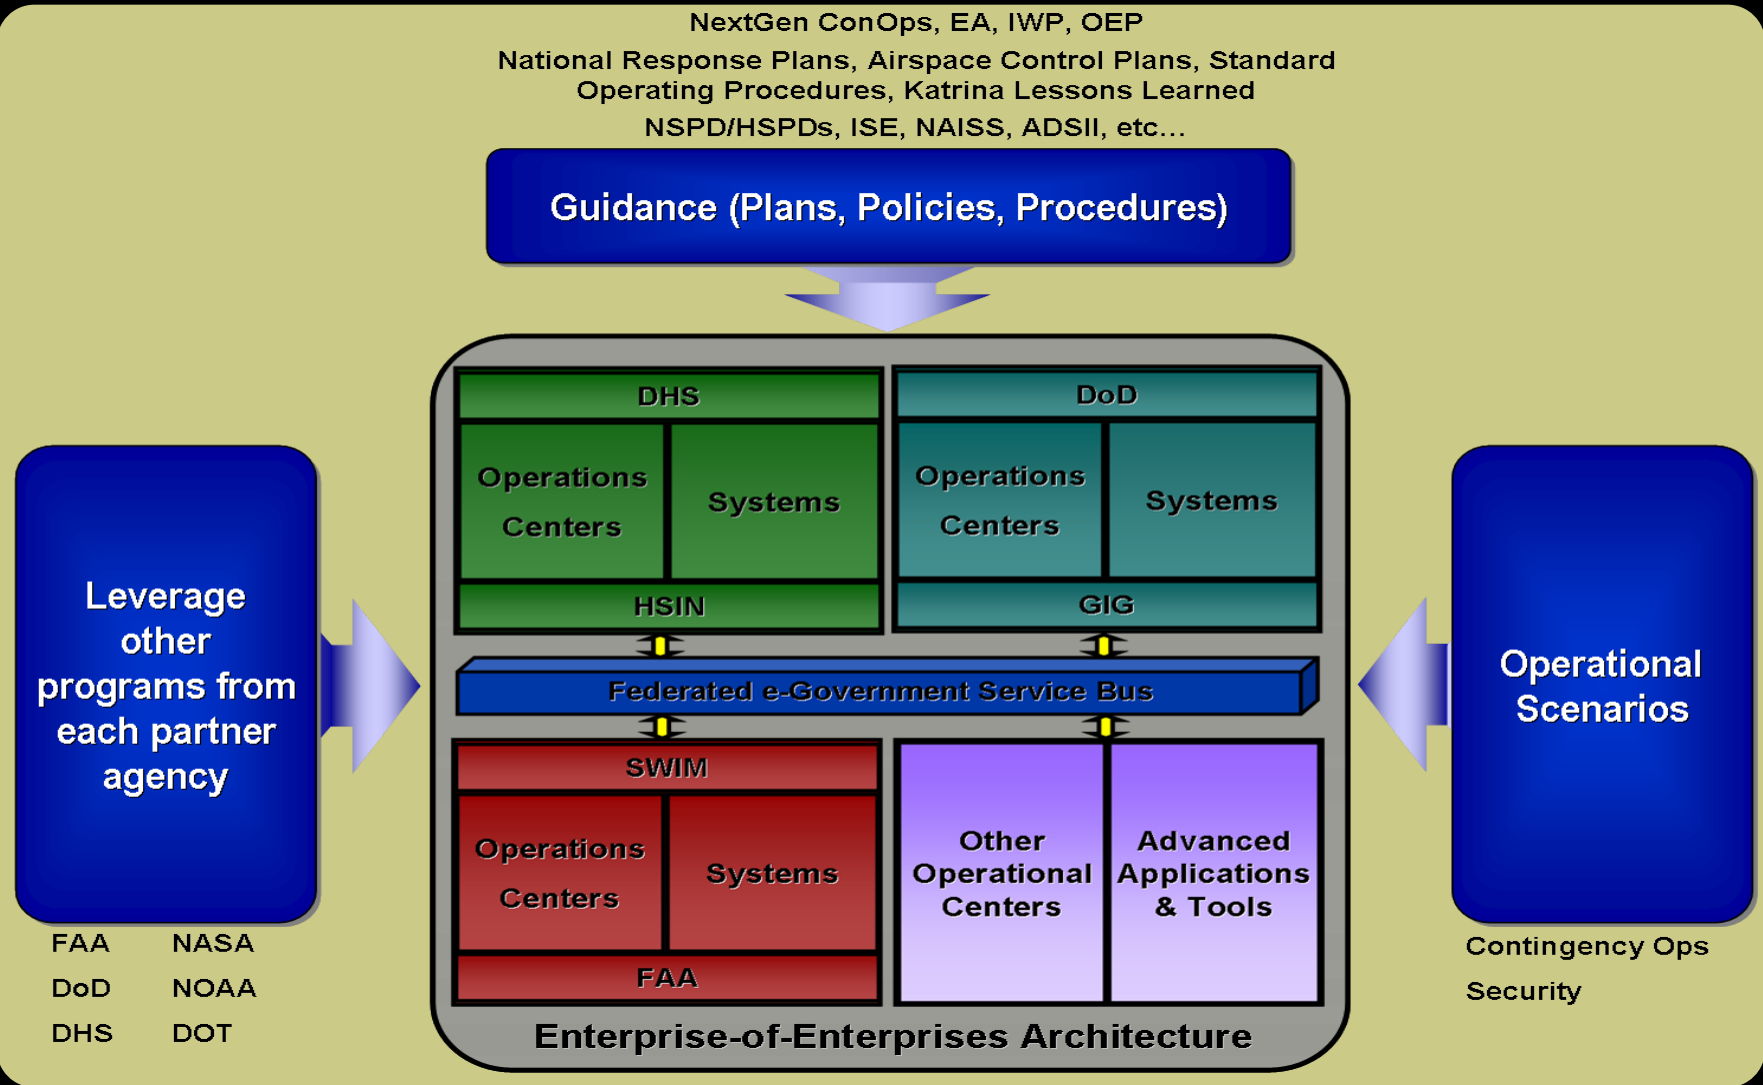 NextGen ConOps, EA, IWP, OEP
National Response Plans, Airspace Control Plans, Standard
Operating Procedures, Katrina Lessons Learned
NSPD/HSPDs, ISE, NAISS, ADSII, etc...
Guidance (Plans, Policies, Procedures)
Leverage
other
programs from
each partner
agency
FAA NASA
DoD NOAA
DHS DOT
DHS
Operations
Centers
Systems
HSIN
DoD
Operations
Centers
Systems
GIG
Federated e-Government Service Bus
SWIM
Operations
Centers
Systems
FAA
Other
Operational
Centers
Advanced
Applications
& Tools
Enterprise-of-Enterprises Architecture
Operational
Scenarios
Contingency Ops
Security